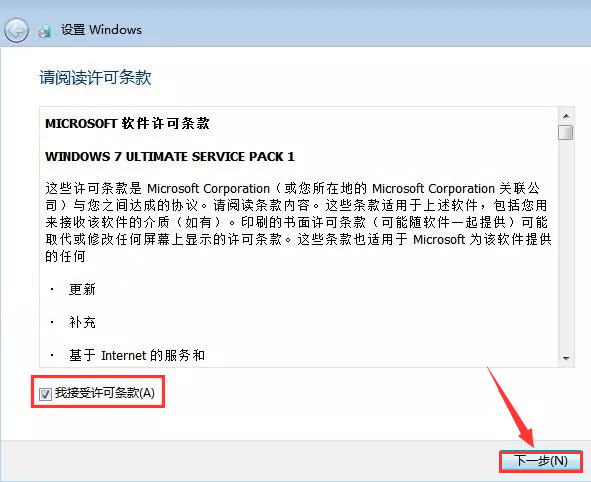 设置 Windows
请阅读许可条款
MICROSOFT 软件许可条款
WINDOWS 7 ULTIMATE SERVICE PACK 1
这些许可条款是 Microsoft Corporation（或您所在地的 Microsoft Corporation 关联公
司）与您之间达成的协议。请阅读条款内容。这些条款适用于上述软件，包括您用
来接收该软件的介质（如有）。印刷的书面许可条款（可能随软件一起提供）可能
取代或修改任何屏幕上显示的许可条款。这些条款也适用于 Microsoft 为该软件提供
的任何
· 更新
· 补充
· 基于 Internet 的服务和
我接受许可条款(A)
下一步(N)